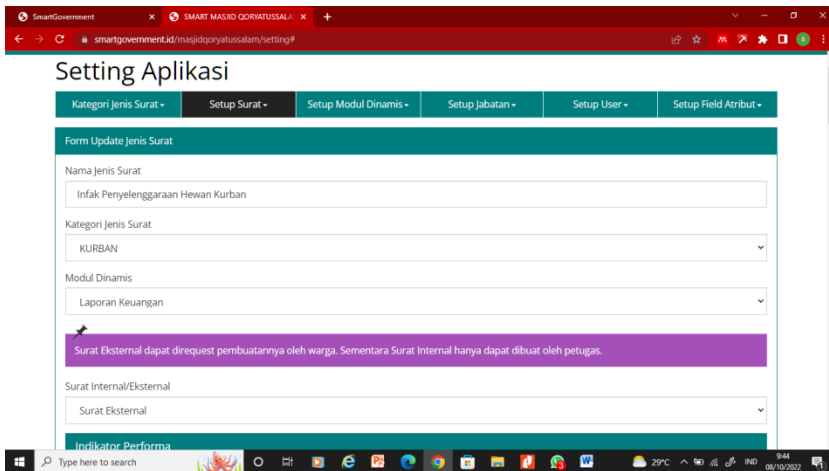 SmartGovernment
SMART MASJID QORYATUSSALA
smartgovernment.id/masjidqoryatussalam/setting#
Setting Aplikasi
Kategori Jenis Surat
Setup Surat
Setup Modul Dinamis
Setup Jabatan
Setup User
Setup Field Atribut
Form Update Jenis Surat
Nama Jenis Surat
Infak Penyelenggaraan Hewan Kurban
Kategori Jenis Surat
KURBAN
Modul Dinamis
Laporan Keuangan
Surat Eksternal dapat direquest pembuatannya oleh warga. Sementara Surat Internal hanya dapat dibuat oleh petugas.
Surat Internal/Eksternal
Surat Eksternal
Indikator Performa
Type here to search
29°C
IND
9:44
08/10/2022